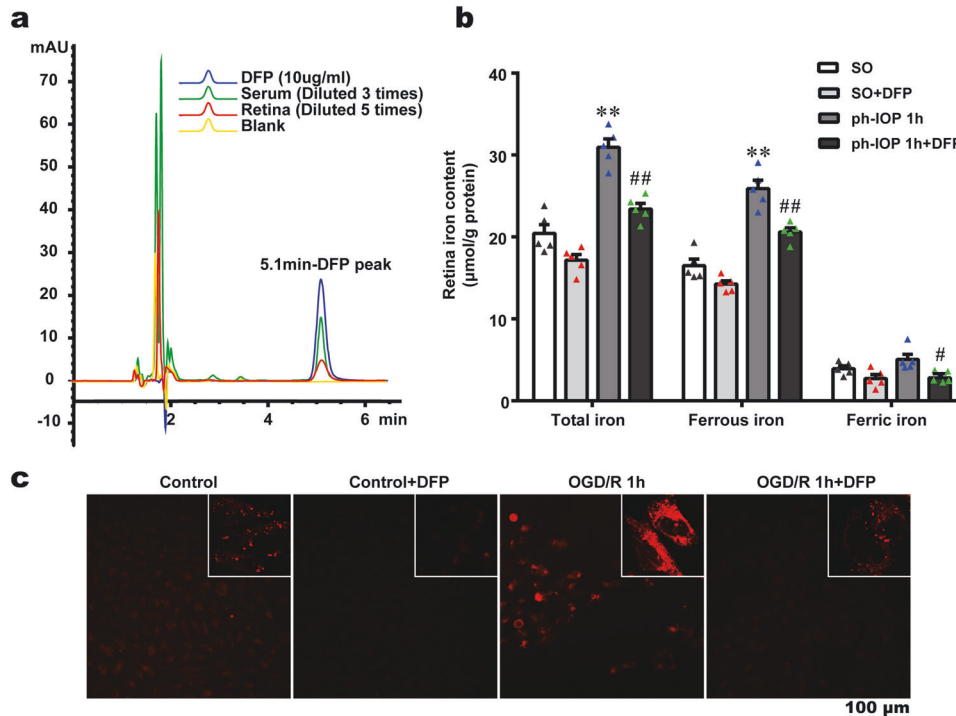 a
mAU
70
60
50
40
30
20
10
0
-10
2
4
6
min
DFP (10ug/ml)
Serum (Diluted 3 times)
Retina (Diluted 5 times)
Blank
5.1min-DFP peak
b
Retina iron content
(μmol/g protein)
40
30
20
10
0
SO
SO+DFP
ph-IOP 1h
ph-IOP 1h+DFP
**
##
**
##
#
Total iron
Ferrous iron
Ferric iron
c
Control
Control+DFP
OGD/R 1h
OGD/R 1h+DFP
100 μm